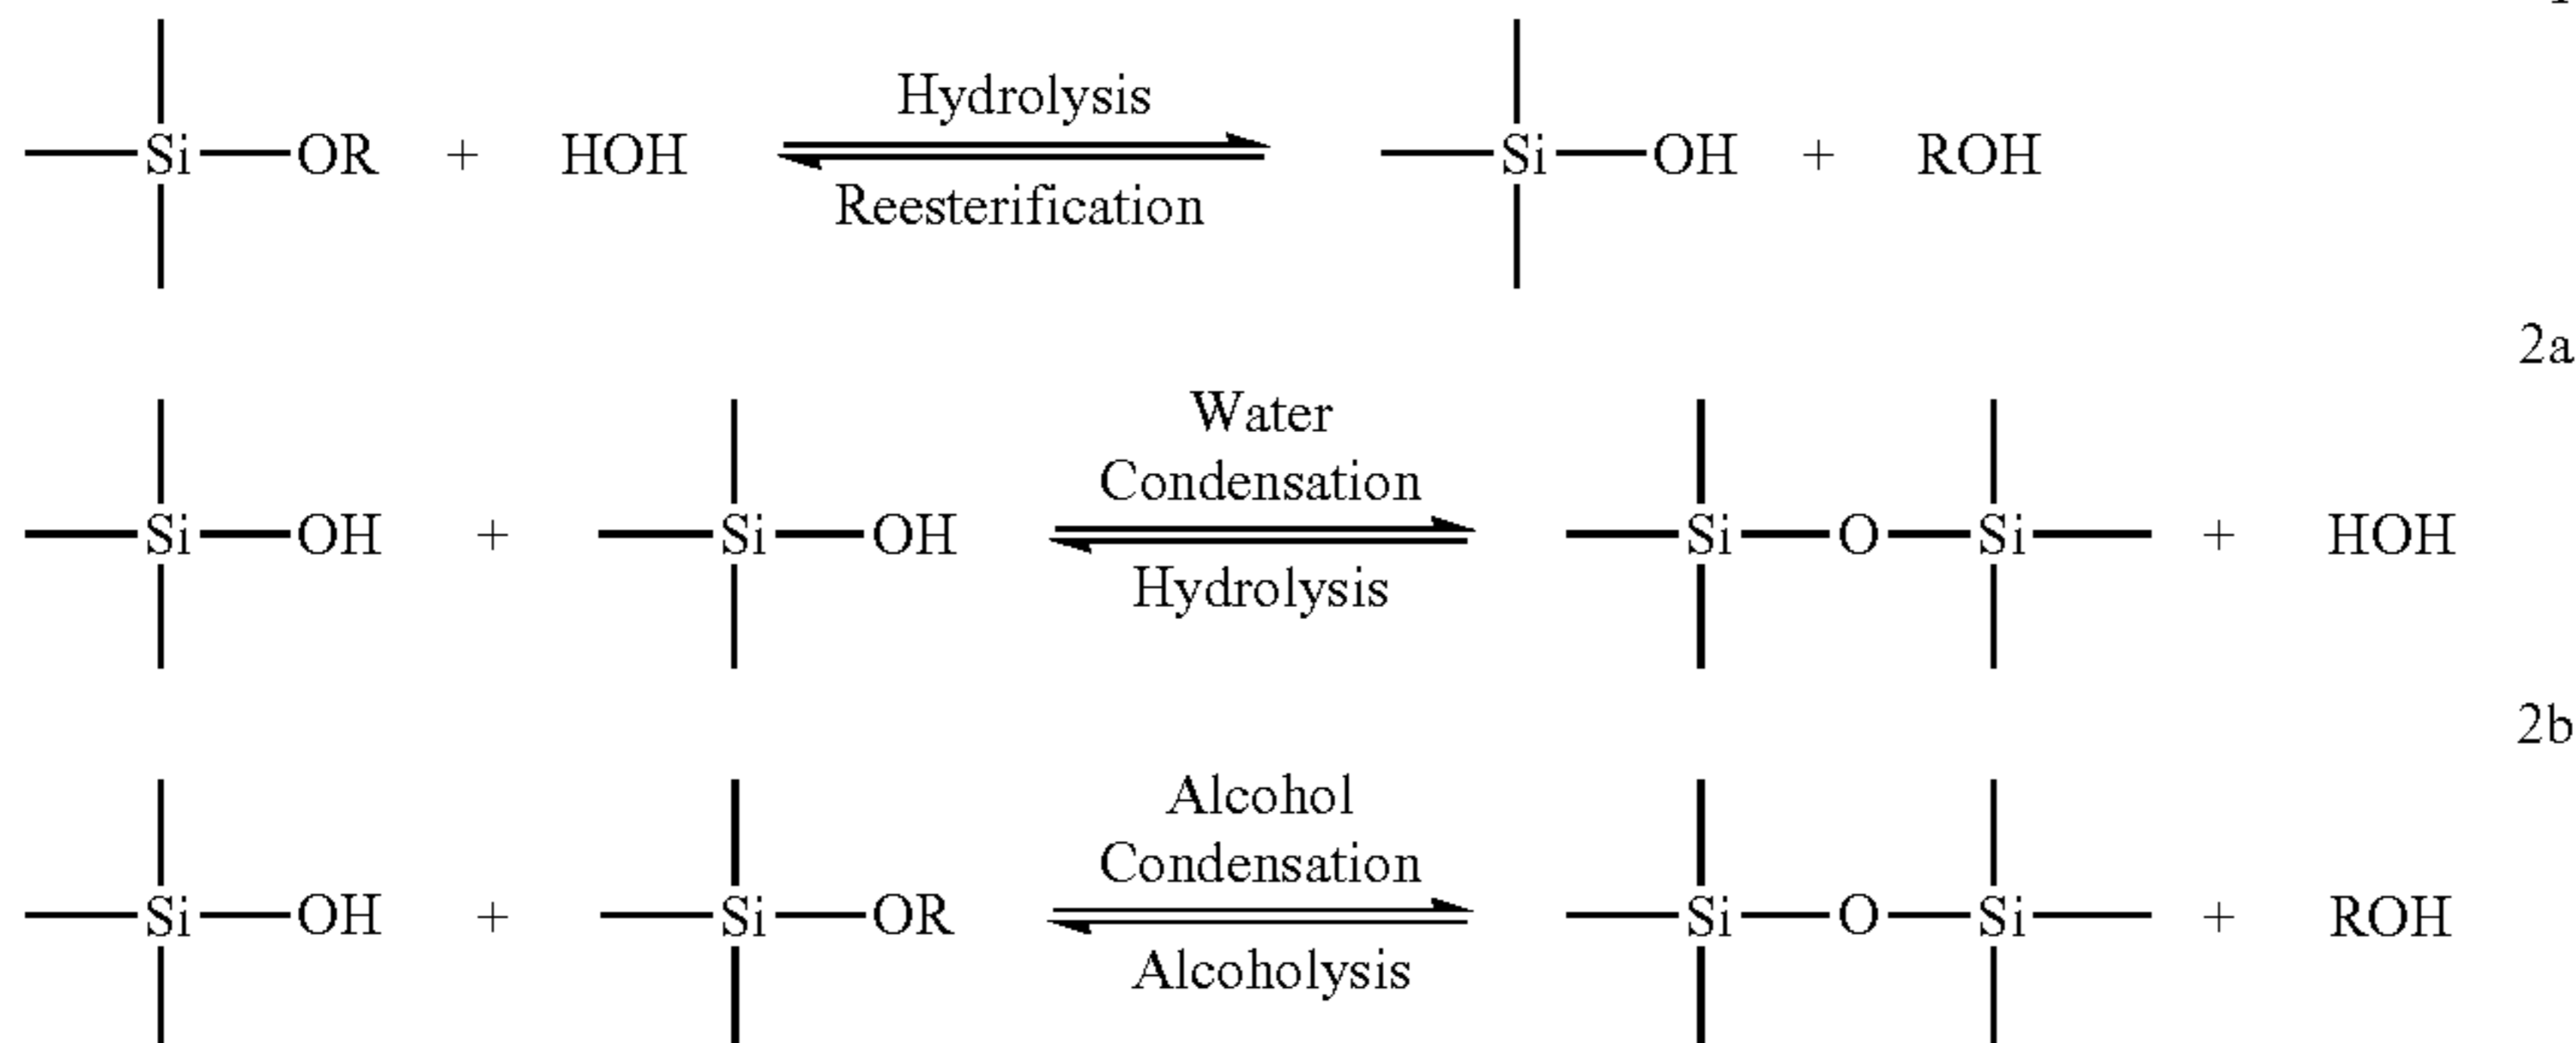 Hydrolysis
Si—OR + HOH ⇌ Si—OH + ROH
Reesterification
2a
Water
Condensation
Si—OH + Si—OH ⇌ Si—O—Si + HOH
Hydrolysis
2b
Alcohol
Condensation
Si—OH + Si—OR ⇌ Si—O—Si + ROH
Alcoholysis